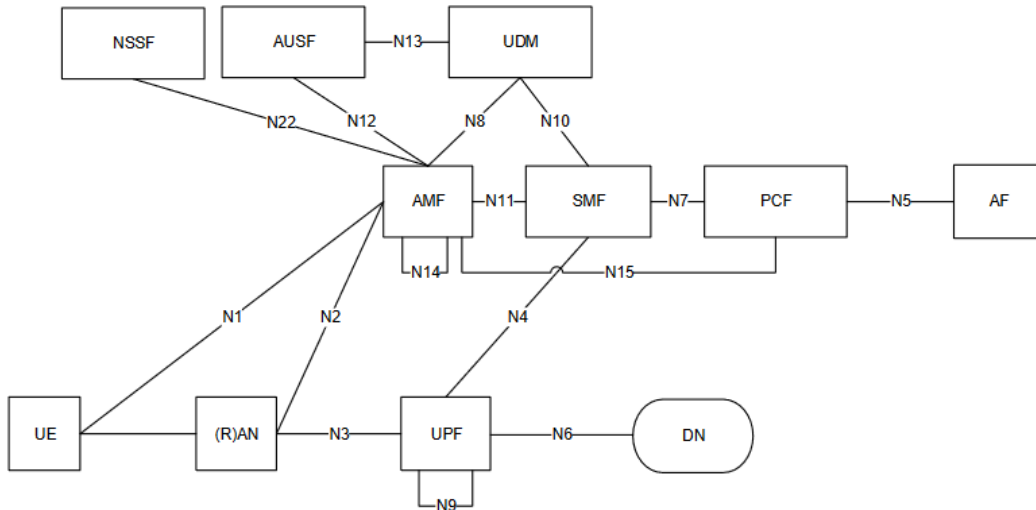 NSSF
AUSF
N13
UDM
N22
N12
N8
N10
AMF
N11
SMF
N7
PCF
N5
AF
N14
N15
N1
N2
N4
UE
(R)AN
N3
UPF
N6
DN
N9